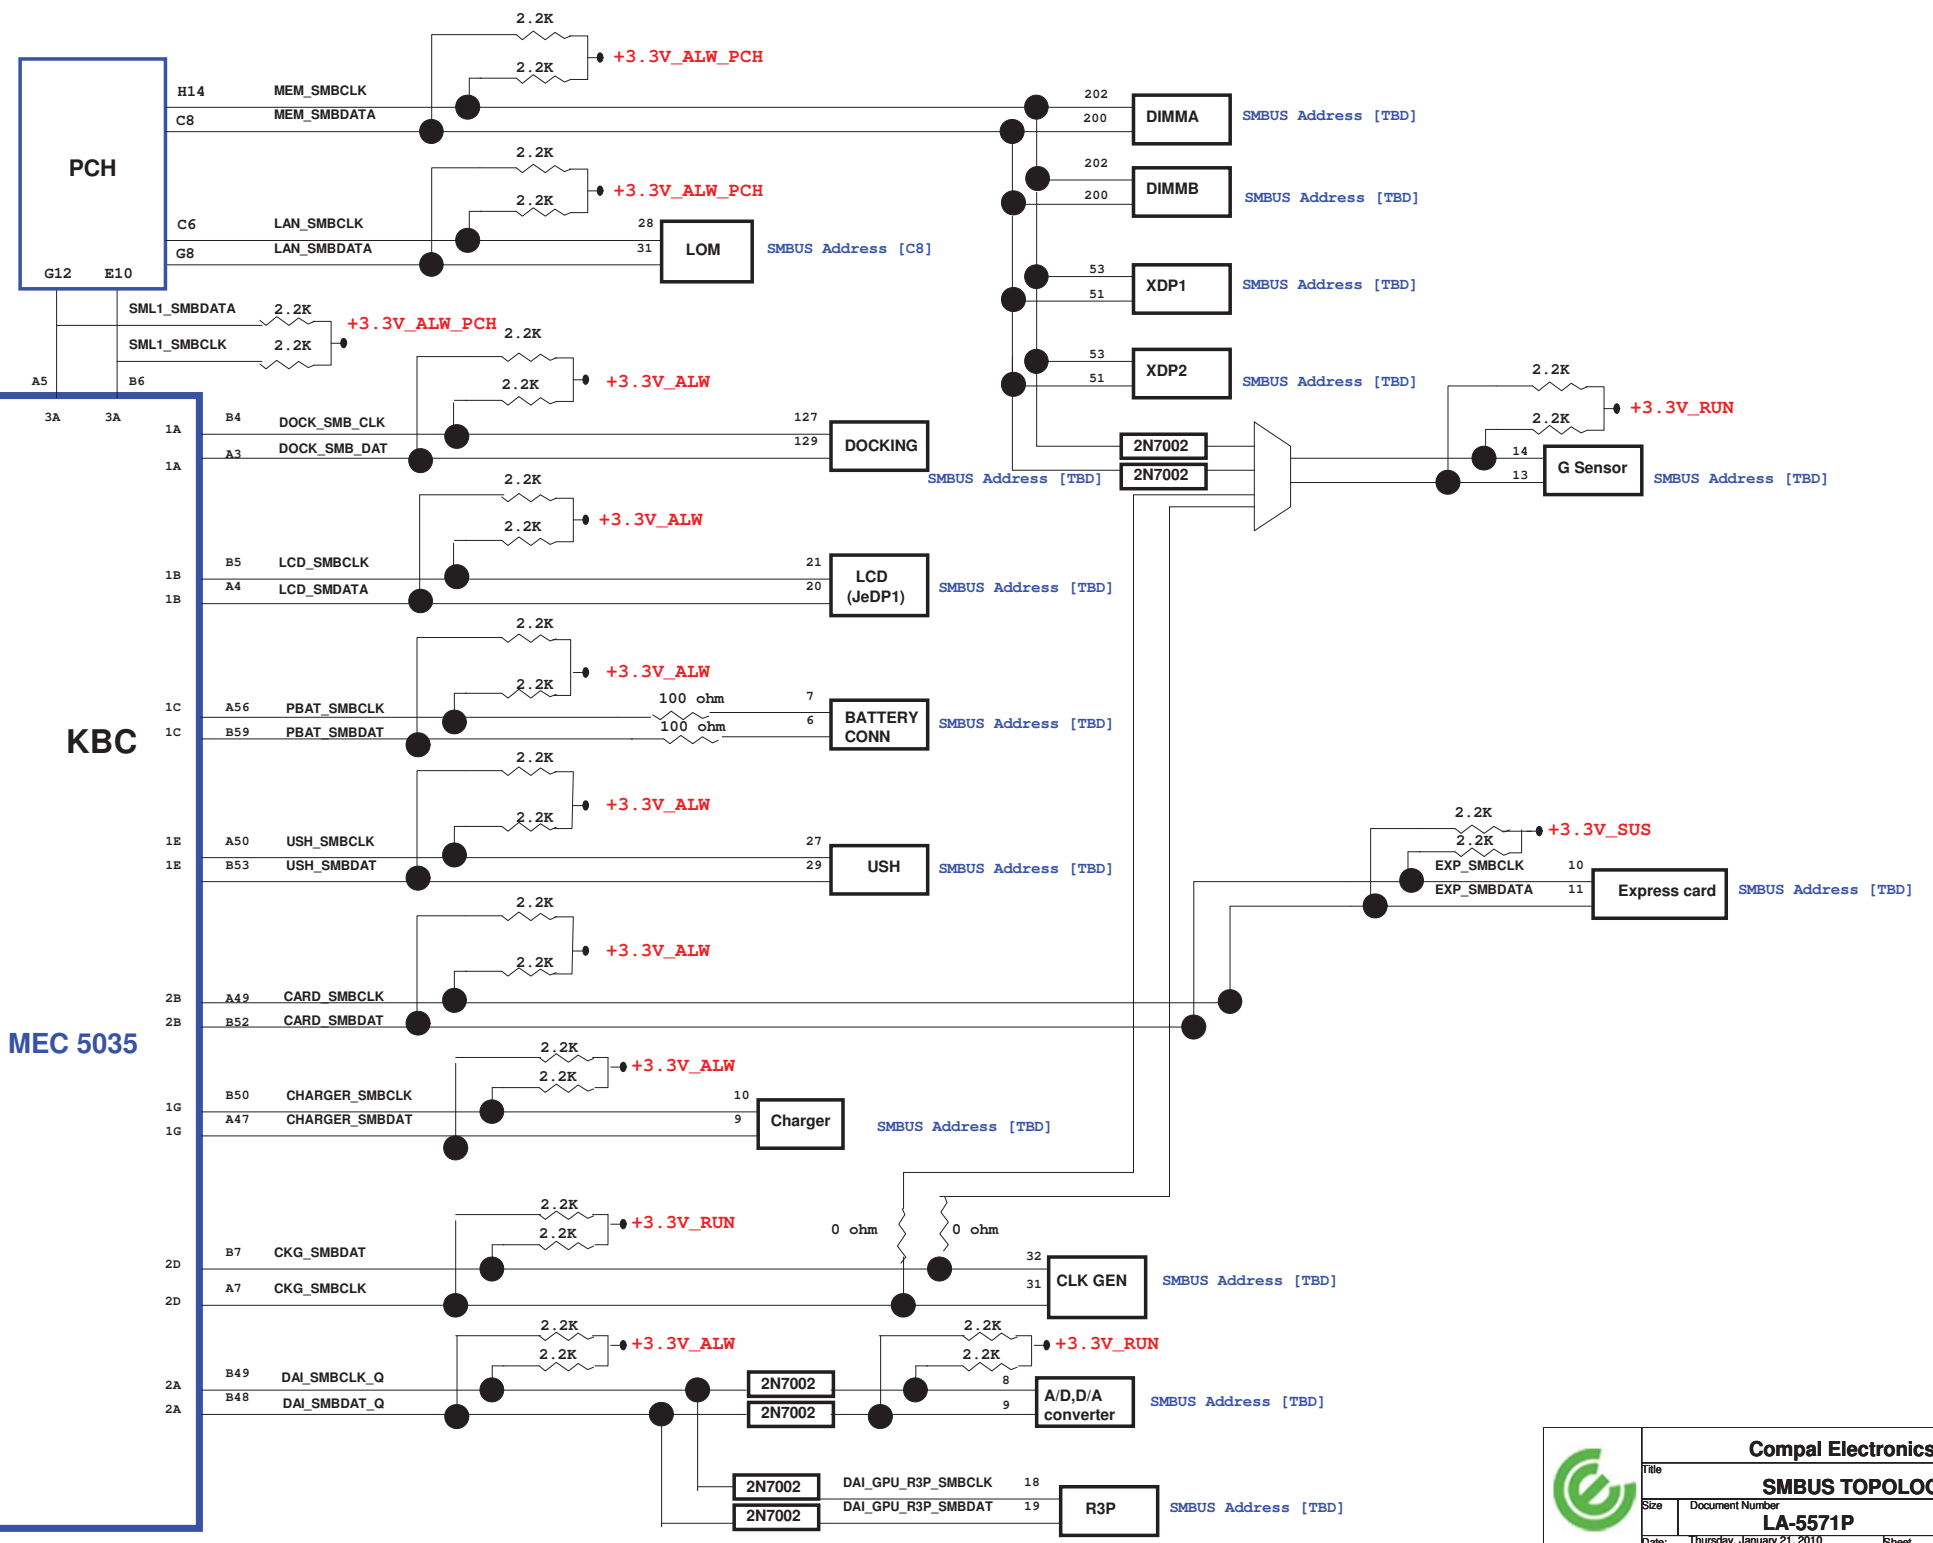 2.2K
2.2K
+3.3V_ALW_PCH
PCH
H14 MEM_SMBCLK
C8 MEM_SMBDATA
202
200
DIMMA
SMBUS Address [TBD]
2.2K
2.2K
+3.3V_ALW_PCH
202
200
DIMMB
SMBUS Address [TBD]
C6 LAN_SMBCLK
G8 LAN_SMBDATA
28
31
LOM
SMBUS Address [C8]
G12 E10
53
51
XDP1
SMBUS Address [TBD]
SML1_SMBDATA 2.2K
SML1_SMBCLK 2.2K
+3.3V_ALW_PCH
53
51
XDP2
SMBUS Address [TBD]
A5 B6
3A 3A
2.2K
2.2K
+3.3V_ALW
2.2K
2.2K
+3.3V_RUN
1A B4 DOCK_SMB_CLK
1A A3 DOCK_SMB_DAT
127
129
DOCKING
SMBUS Address [TBD]
2N7002
2N7002
14
13
G Sensor
SMBUS Address [TBD]
2.2K
2.2K
+3.3V_ALW
1B B5 LCD_SMBCLK
1B A4 LCD_SMDATA
21
20
LCD
(JeDP1)
SMBUS Address [TBD]
2.2K
2.2K
+3.3V_ALW
KBC
1C A56 PBAT_SMBCLK
1C B59 PBAT_SMBDAT
100 ohm
100 ohm
7
6
BATTERY
CONN
SMBUS Address [TBD]
2.2K
2.2K
+3.3V_ALW
1E A50 USH_SMBCLK
1E B53 USH_SMBDAT
27
29
USH
SMBUS Address [TBD]
2.2K
2.2K
+3.3V_SUS
EXP_SMBCLK 10
EXP_SMBDATA 11
Express card
SMBUS Address [TBD]
2.2K
2.2K
+3.3V_ALW
2B A49 CARD_SMBCLK
2B B52 CARD_SMBDAT
MEC 5035
2.2K
2.2K
+3.3V_ALW
1G B50 CHARGER_SMBCLK
1G A47 CHARGER_SMBDAT
10
9
Charger
SMBUS Address [TBD]
2.2K
2.2K
+3.3V_RUN
0 ohm 0 ohm
2D B7 CKG_SMBDAT
2D A7 CKG_SMBCLK
32
31
CLK GEN
SMBUS Address [TBD]
2.2K
2.2K
+3.3V_ALW
2.2K
2.2K
+3.3V_RUN
2A B49 DAI_SMBCLK_Q
2A B48 DAI_SMBDAT_Q
2N7002
2N7002
8
9
A/D,D/A
converter
SMBUS Address [TBD]
2N7002
2N7002
DAI_GPU_R3P_SMBCLK 18
DAI_GPU_R3P_SMBDAT 19
R3P
SMBUS Address [TBD]
Compal Electronics
Title
SMBUS TOPOLOG
Size Document Number
LA-5571P
Date: Thursday, January 21, 2010 Sheet